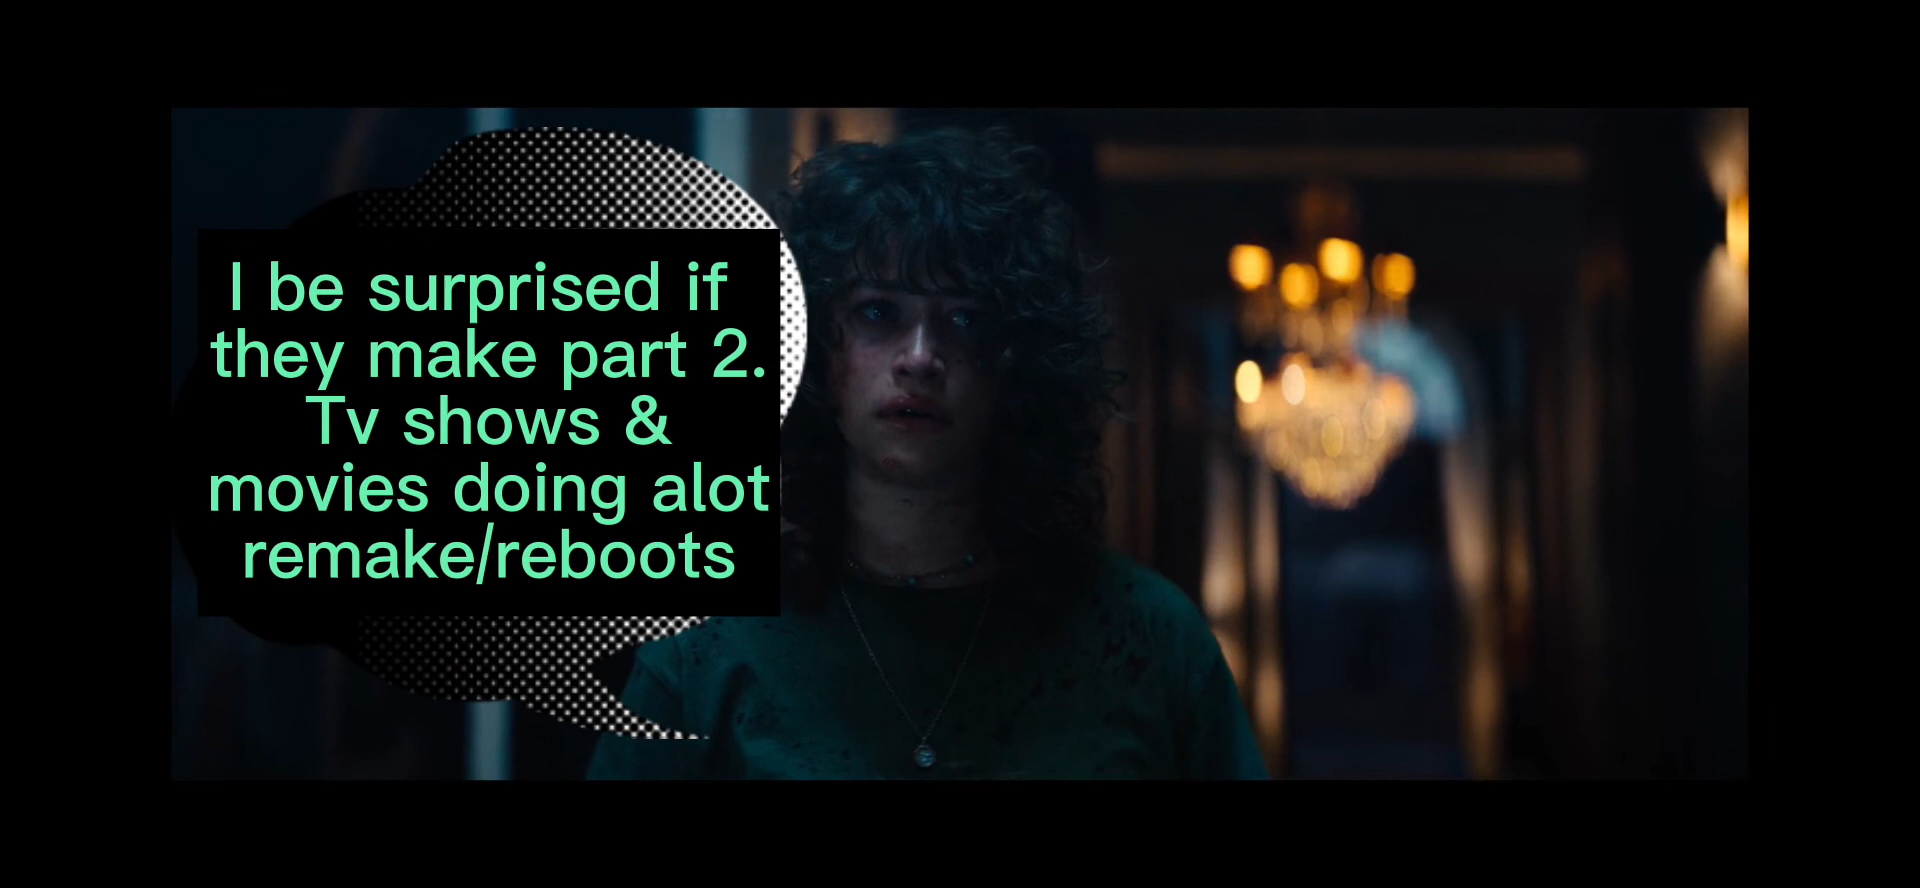 I be surprised if
they make part 2.
Tv shows &
movies doing alot
remake/reboots